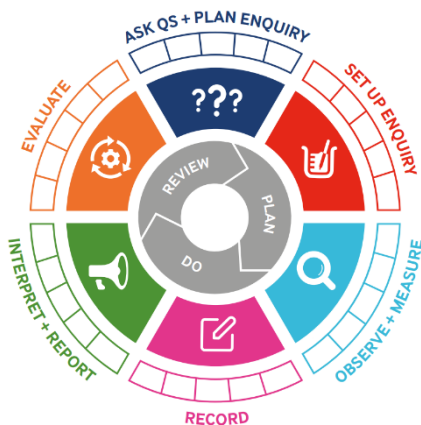 ASK QS + PLAN ENQUIRY
SET UP ENQUIRY
OBSERVE + MEASURE
RECORD
INTERPRET + REPORT
EVALUATE
???
REVIEW
PLAN
DO